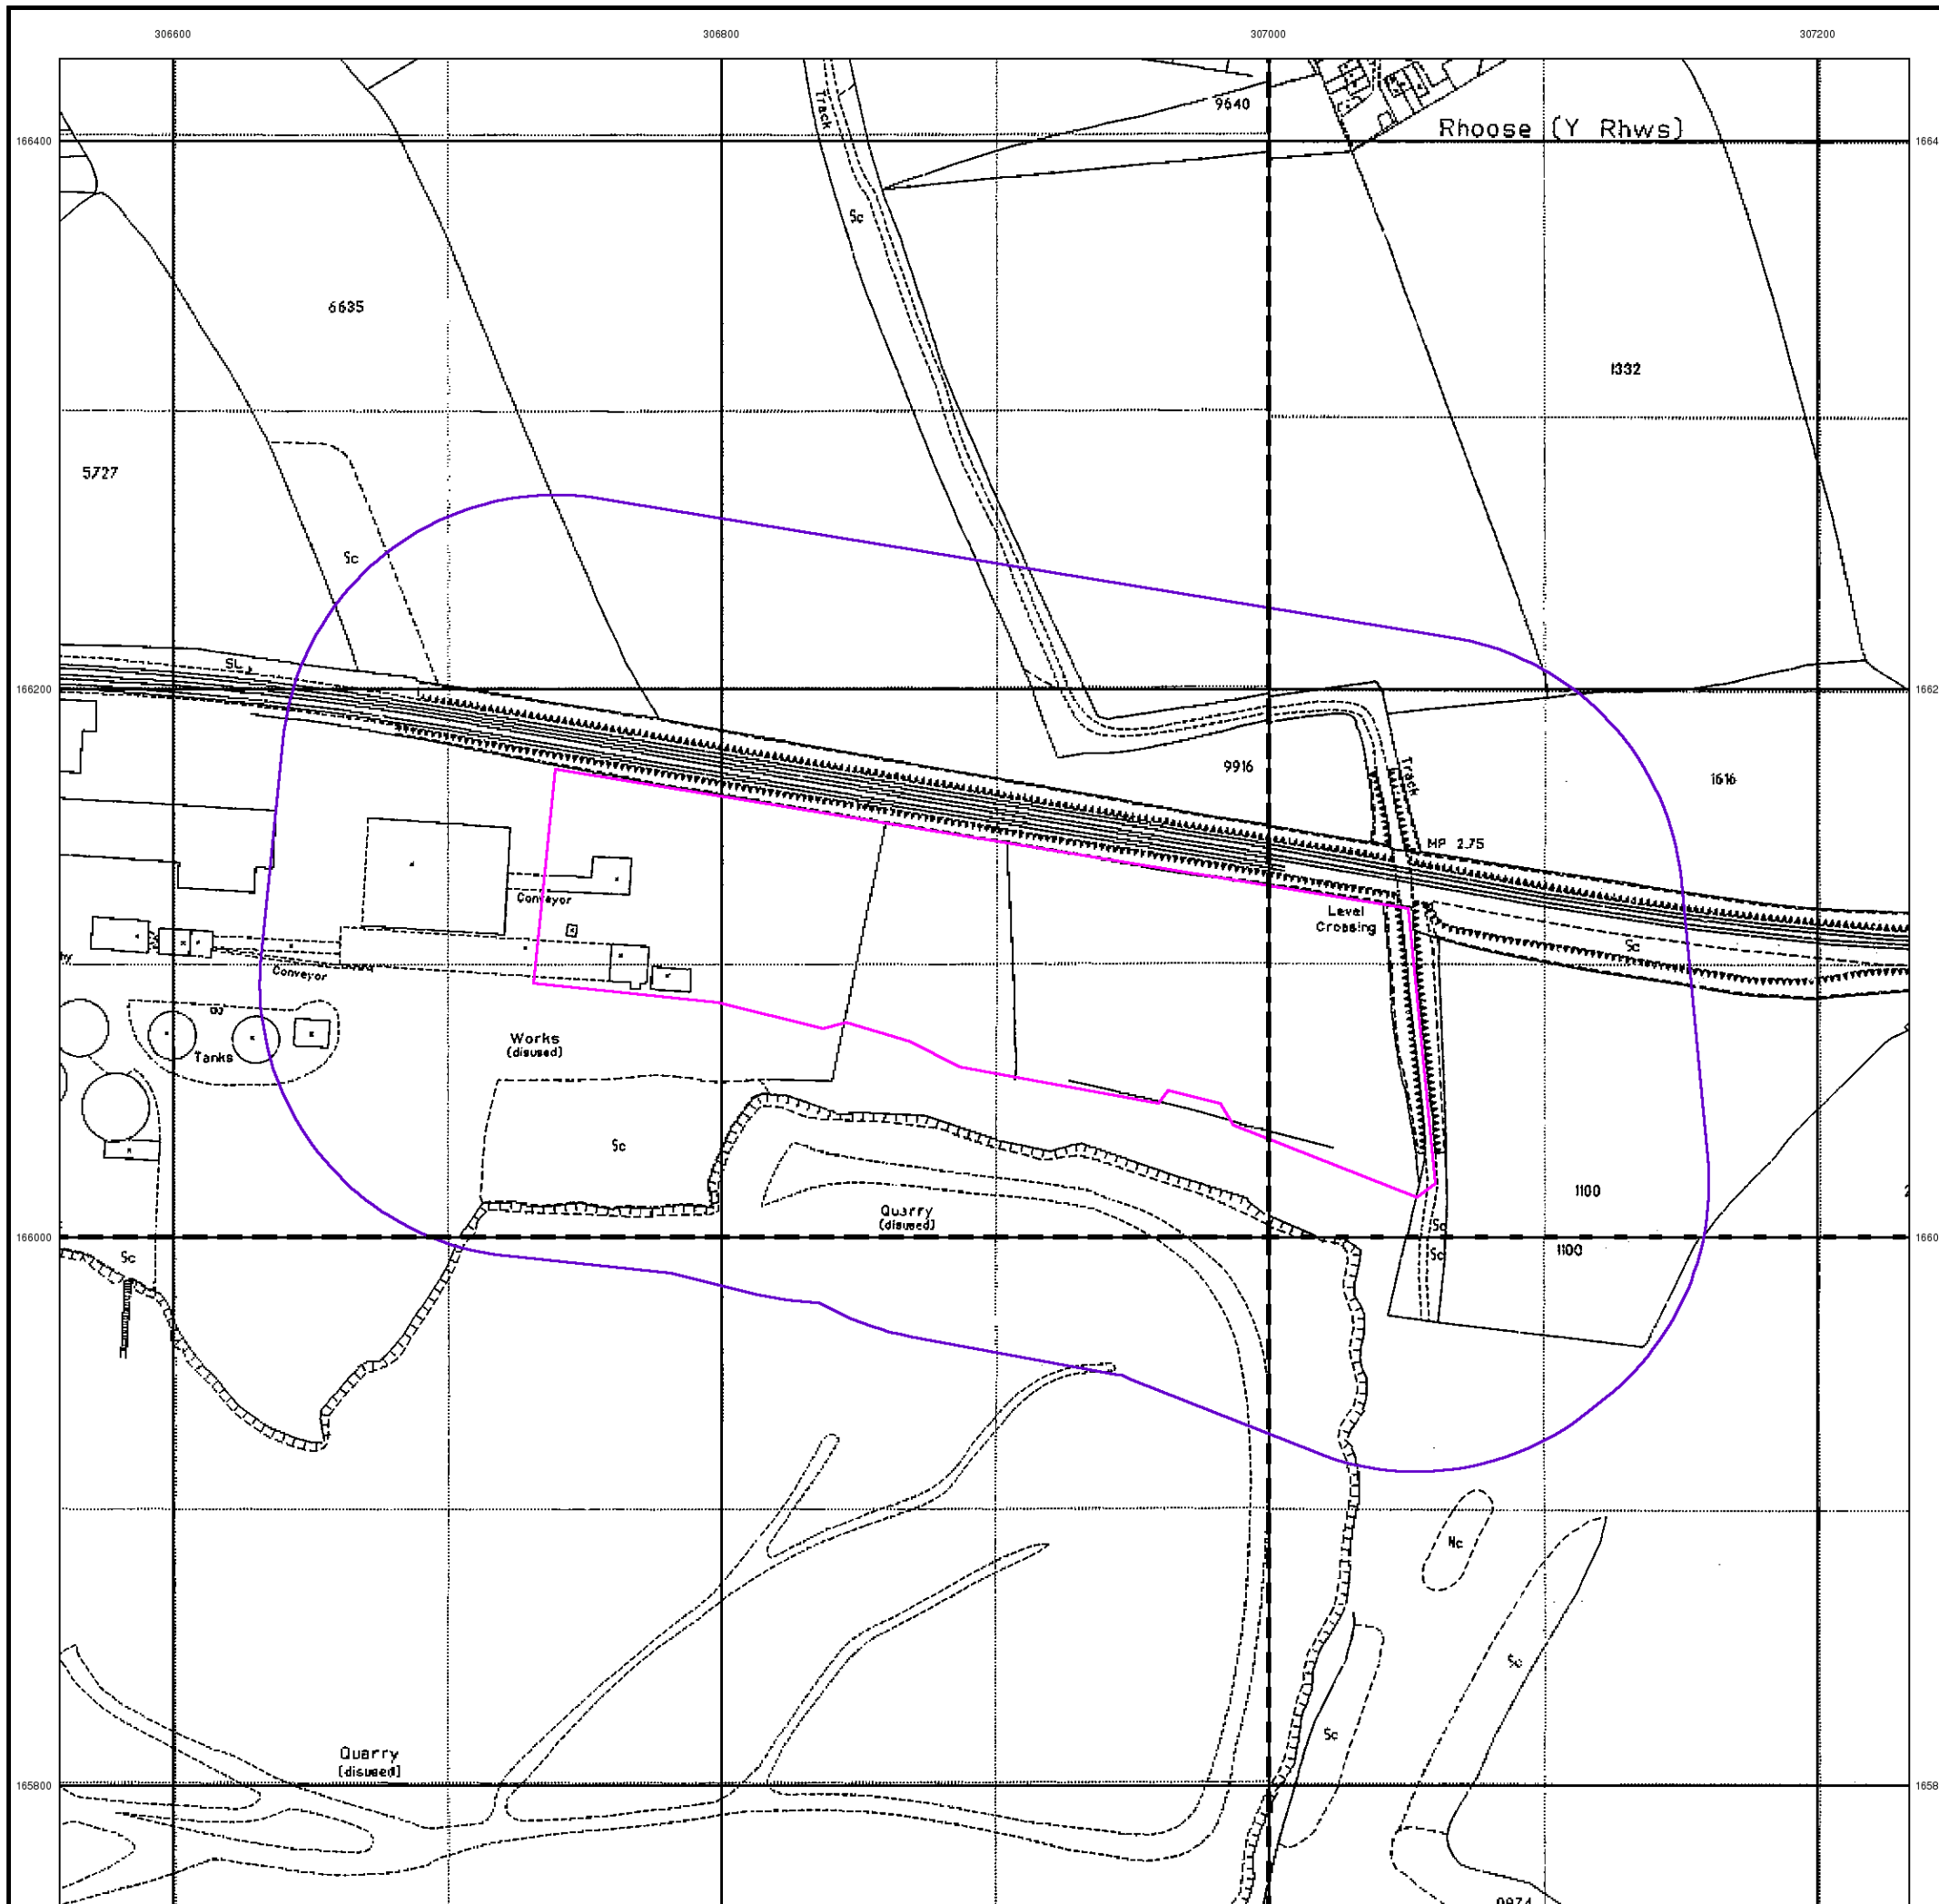 306600 306800 307000 307200
9640
Track
Rhoose (Y Rhws)
166400
Sc
6635
1332
5727
Sc
SL
166200
9916
Track
1616
MP 2.75
Conveyor
Level
Crossing
Sc
Conveyor
Works
(disused)
Tanks
Sc
Quarry
(disused)
1100
Sc
166000
Sc
Sc
1100
Nc
Sc
Sc
Quarry
(disused)
165800